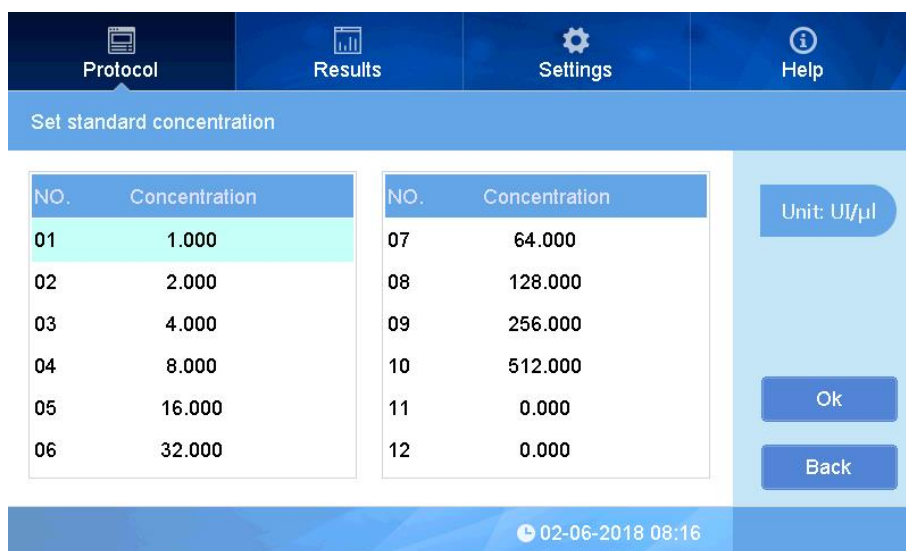 Protocol Results Settings Help
Set standard concentration
NO. Concentration NO. Concentration
Unit: UI/µl
01 1.000 07 64.000
02 2.000 08 128.000
03 4.000 09 256.000
04 8.000 10 512.000
05 16.000 11 0.000
06 32.000 12 0.000
Ok
Back
02-06-2018 08:16